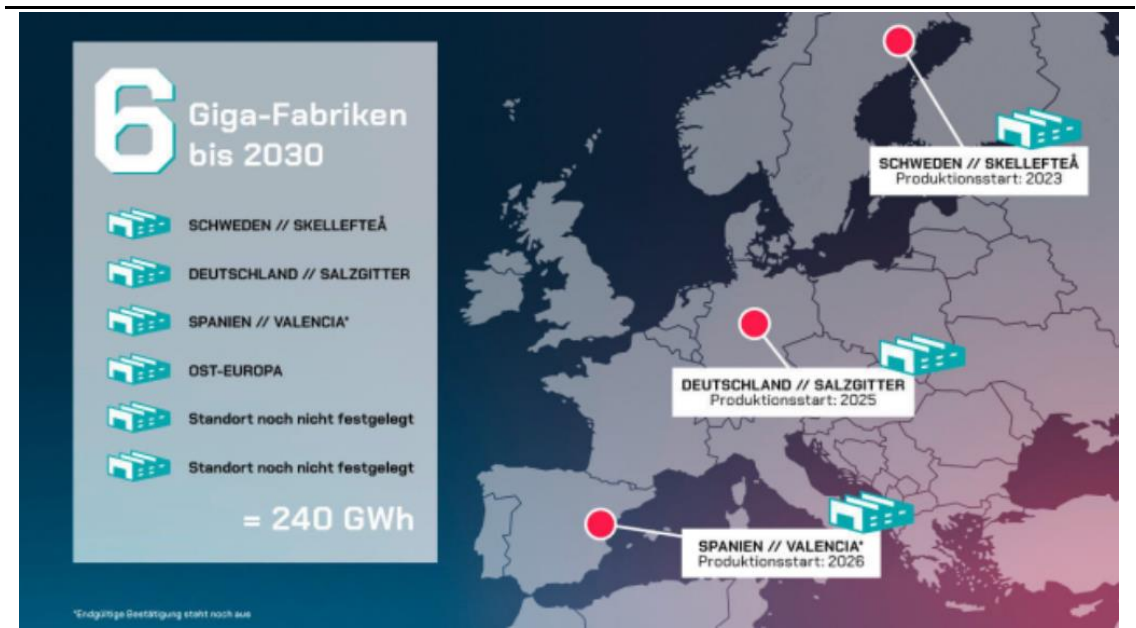 6
Giga-Fabriken
bis 2030
SCHWEDEN // SKELLEFTEÅ
DEUTSCHLAND // SALZGITTER
SPANIEN // VALENCIA*
OST-EUROPA
Standort noch nicht festgelegt
Standort noch nicht festgelegt
= 240 GWh
*Endgültige Bestätigung steht noch aus
SCHWEDEN // SKELLEFTEÅ
Produktionsstart: 2023
DEUTSCHLAND // SALZGITTER
Produktionsstart: 2025
SPANIEN // VALENCIA*
Produktionsstart: 2026